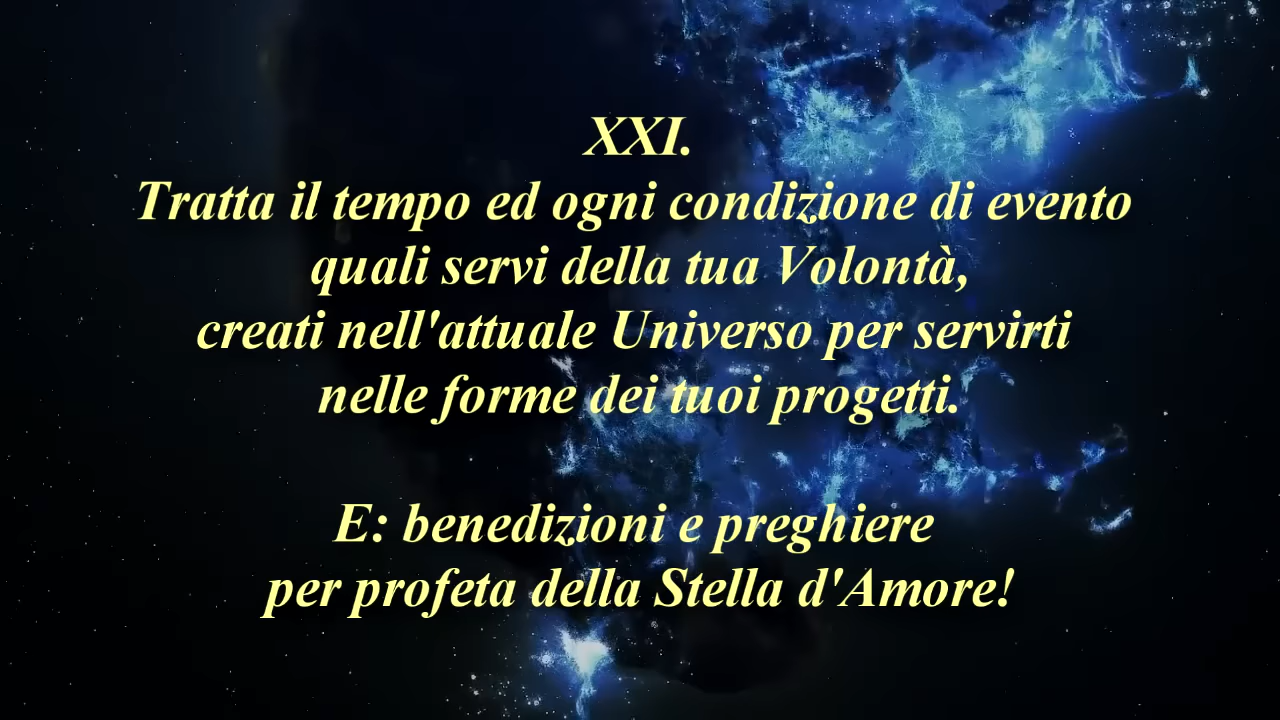 XXI.
Tratta il tempo ed ogni condizione di evento
quali servi della tua Volontà,
creati nell'attuale Universo per servirti
nelle forme dei tuoi progetti.
E: benedizioni e preghiere
per profeta della Stella d'Amore!